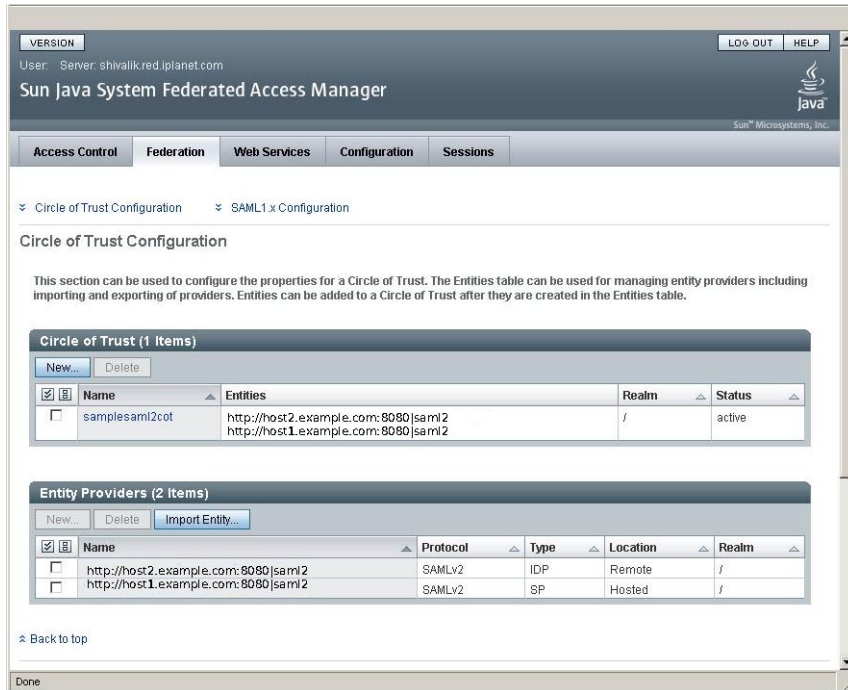 VERSION
LOG OUT HELP
User: Server: shivalik.red.iplanet.com
Sun Java System Federated Access Manager
Java
Sun™ Microsystems, Inc.
Access Control Federation Web Services Configuration Sessions
Circle of Trust Configuration SAML1.x Configuration
Circle of Trust Configuration
This section can be used to configure the properties for a Circle of Trust. The Entities table can be used for managing entity providers including
importing and exporting of providers. Entities can be added to a Circle of Trust after they are created in the Entities table.
Circle of Trust (1 Items)
New... Delete
Name Entities Realm Status
samplesaml2cot http://host2.example.com:8080|saml2 / active
http://host1.example.com:8080|saml2
Entity Providers (2 Items)
New... Delete Import Entity...
Name Protocol Type Location Realm
http://host2.example.com:8080|saml2 SAMLv2 IDP Remote /
http://host1.example.com:8080|saml2 SAMLv2 SP Hosted /
Back to top
Done